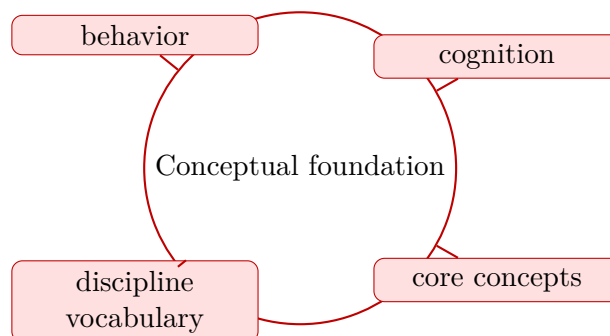 behavior
cognition
Conceptual foundation
discipline
vocabulary
core concepts